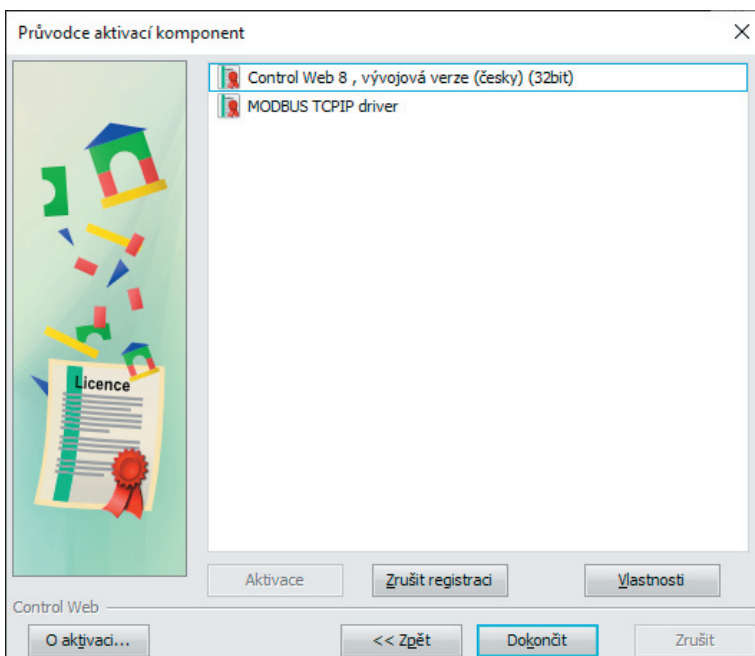 Průvodce aktivací komponent
Control Web 8 , vývojová verze (česky) (32bit)
MODBUS TCPIP driver
Licence
Aktivace
Zrušit registraci
Vlastnosti
Control Web
O aktivaci...
<< Zpět
Dokončit
Zrušit